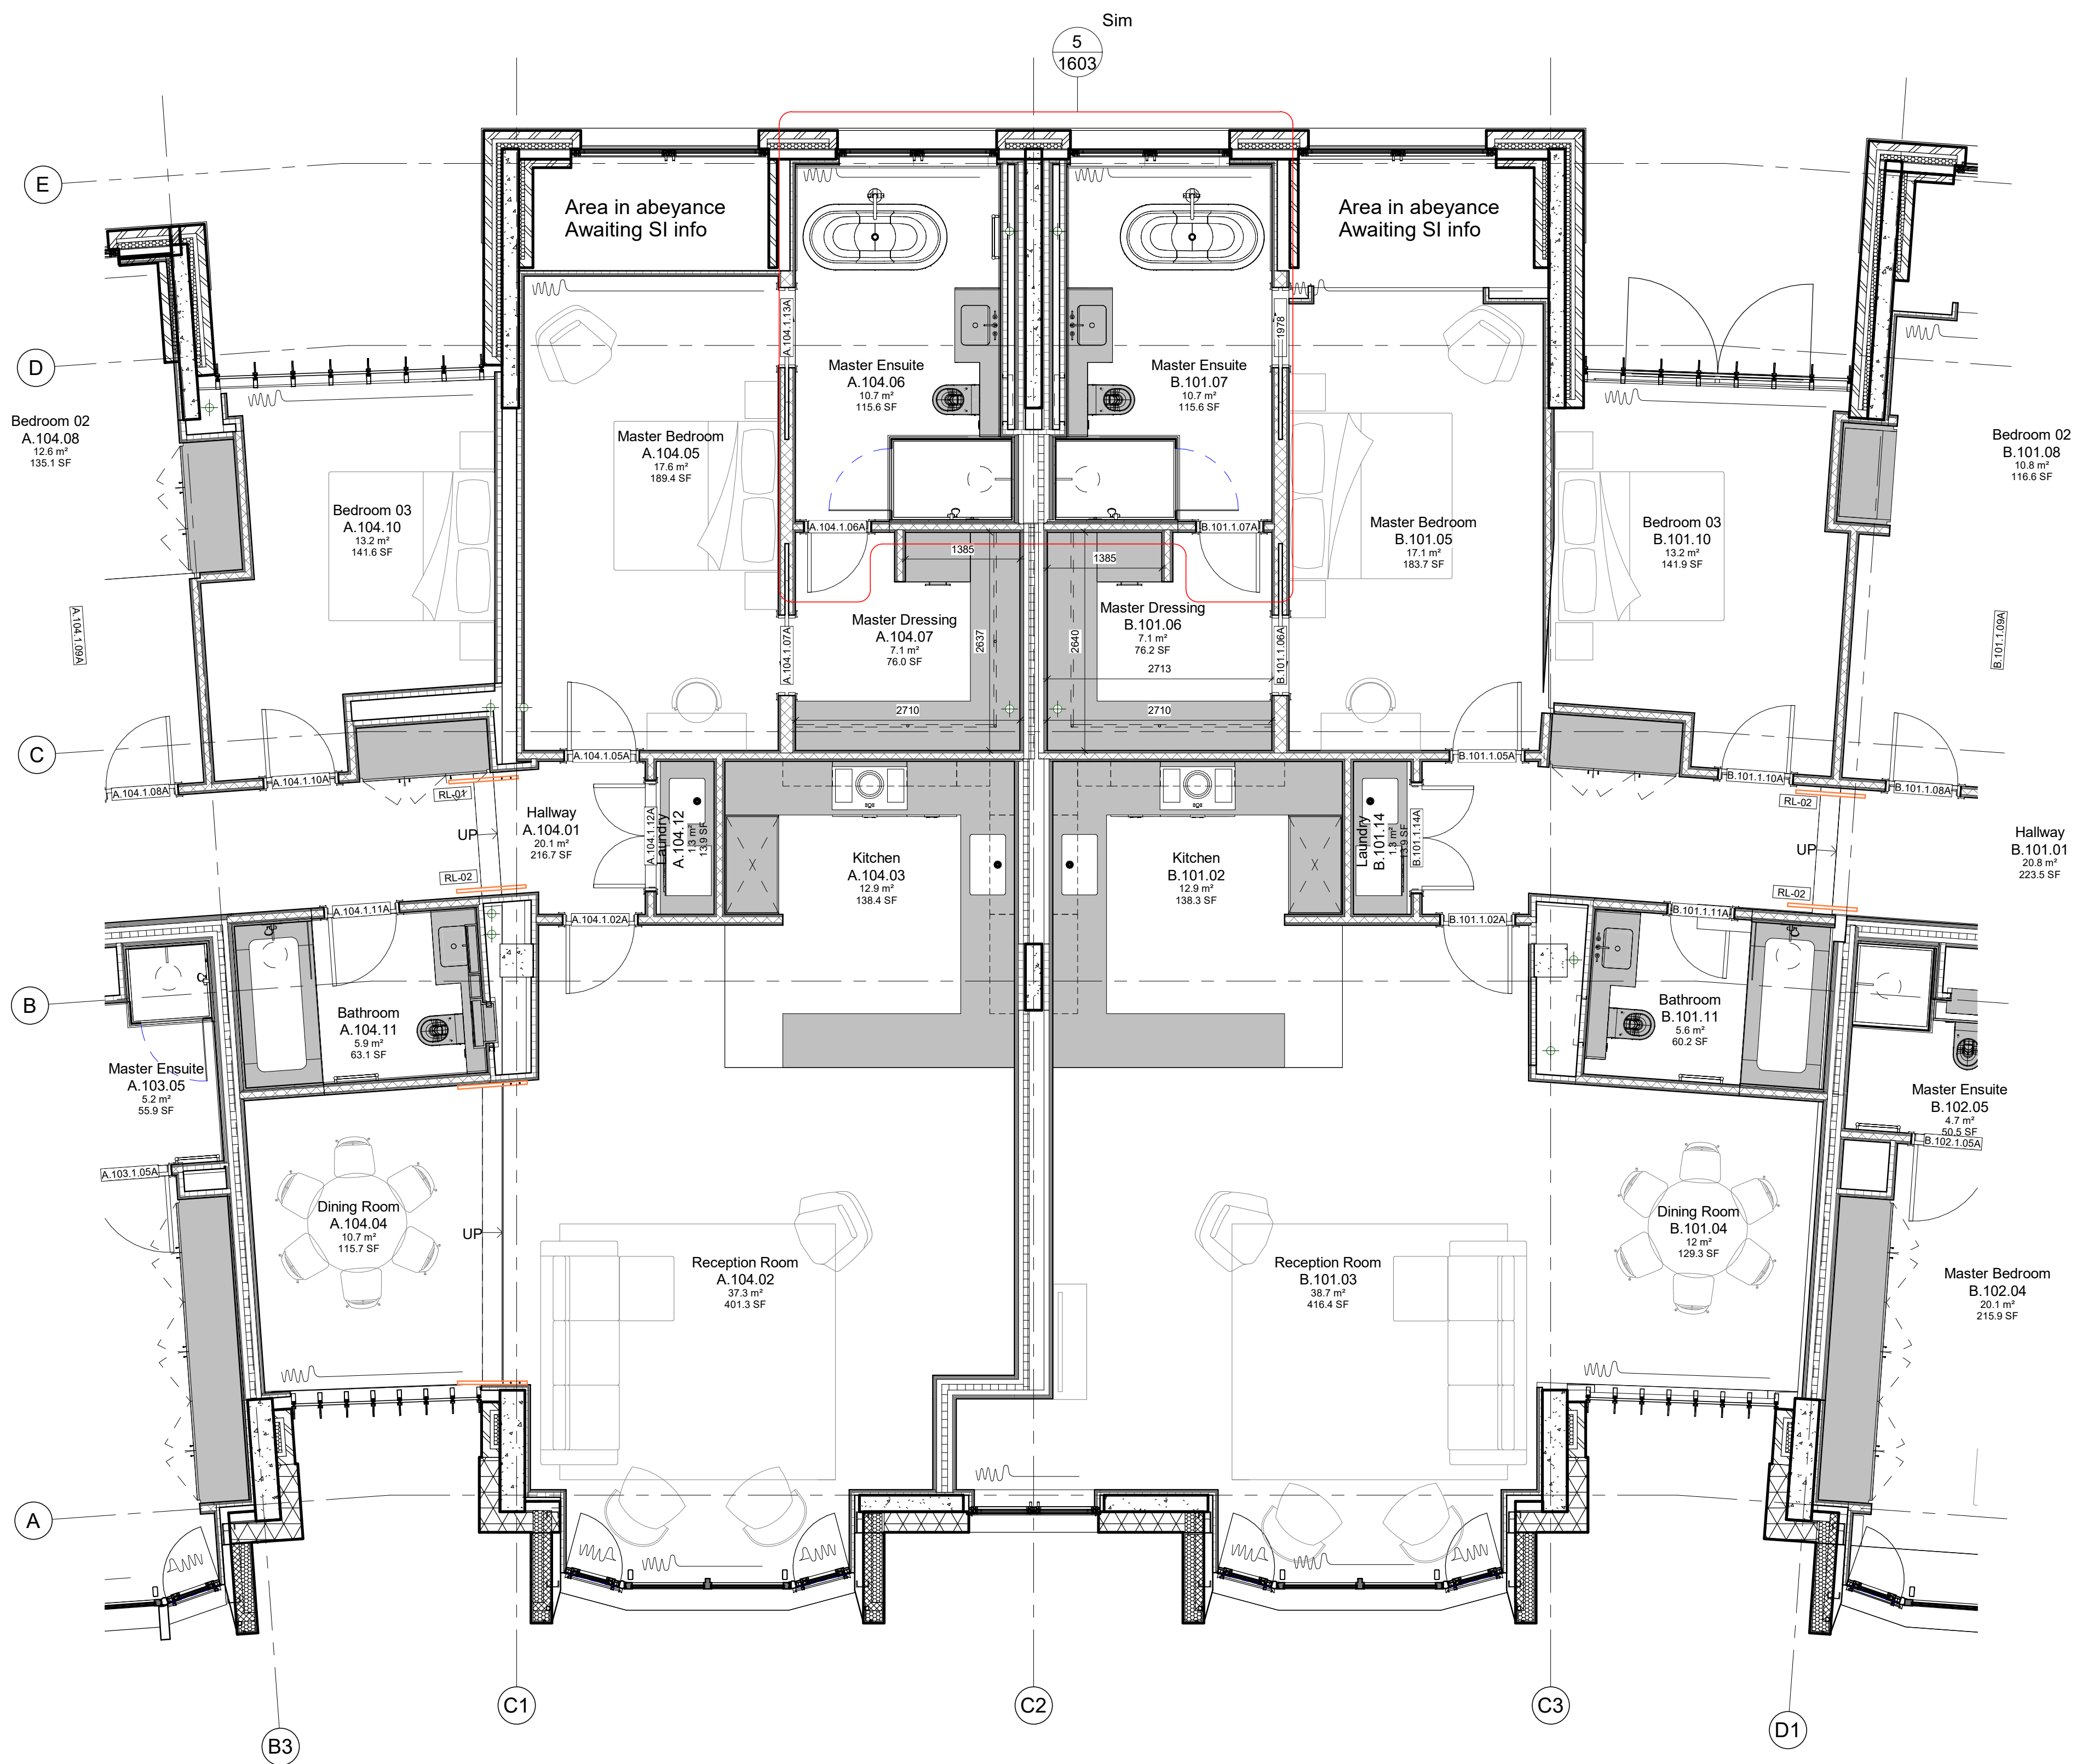 Sim
5
1603
E
Area in abeyance
Awaiting SI info
Area in abeyance
Awaiting SI info
A.104.1.13A
1978
D
Master Ensuite
A.104.06
10.7 m²
115.6 SF
Master Ensuite
B.101.07
10.7 m²
115.6 SF
Bedroom 02
A.104.08
12.6 m²
135.1 SF
Master Bedroom
A.104.05
17.6 m²
189.4 SF
Bedroom 02
B.101.08
10.8 m²
116.6 SF
Bedroom 03
A.104.10
13.2 m²
141.6 SF
Master Bedroom
B.101.05
17.1 m²
183.7 SF
Bedroom 03
B.101.10
13.2 m²
141.9 SF
A.104.1.06A
B.101.1.07A
1385
1385
A.104.1.09A
Master Dressing
A.104.07
7.1 m²
76.0 SF
Master Dressing
B.101.06
7.1 m²
76.2 SF
2637
2640
2713
A.104.1.07A
B.101.1.06A
B.101.1.09A
2710
2710
C
A.104.1.05A
B.101.1.05A
A.104.1.08A
A.104.1.10A
B.101.1.10A
B.101.1.08A
RL-01
RL-02
UP
Hallway
A.104.01
20.1 m²
216.7 SF
A.104.1.12A
Laundry
A.104.12
1.3 m²
13.9 SF
Kitchen
A.104.03
12.9 m²
138.4 SF
Kitchen
B.101.02
12.9 m²
138.3 SF
Laundry
B.101.14
1.3 m²
13.9 SF
B.101.1.14A
UP
Hallway
B.101.01
20.8 m²
223.5 SF
RL-02
RL-02
A.104.1.11A
A.104.1.02A
B.101.1.02A
B.101.1.11A
B
Bathroom
A.104.11
5.9 m²
63.1 SF
Bathroom
B.101.11
5.6 m²
60.2 SF
Master Ensuite
A.103.05
5.2 m²
55.9 SF
Master Ensuite
B.102.05
4.7 m²
50.5 SF
B.102.1.05A
A.103.1.05A
Dining Room
A.104.04
10.7 m²
115.7 SF
UP
Dining Room
B.101.04
12 m²
129.3 SF
Reception Room
A.104.02
37.3 m²
401.3 SF
Reception Room
B.101.03
38.7 m²
416.4 SF
Master Bedroom
B.102.04
20.1 m²
215.9 SF
A
C1
C2
C3
D1
B3